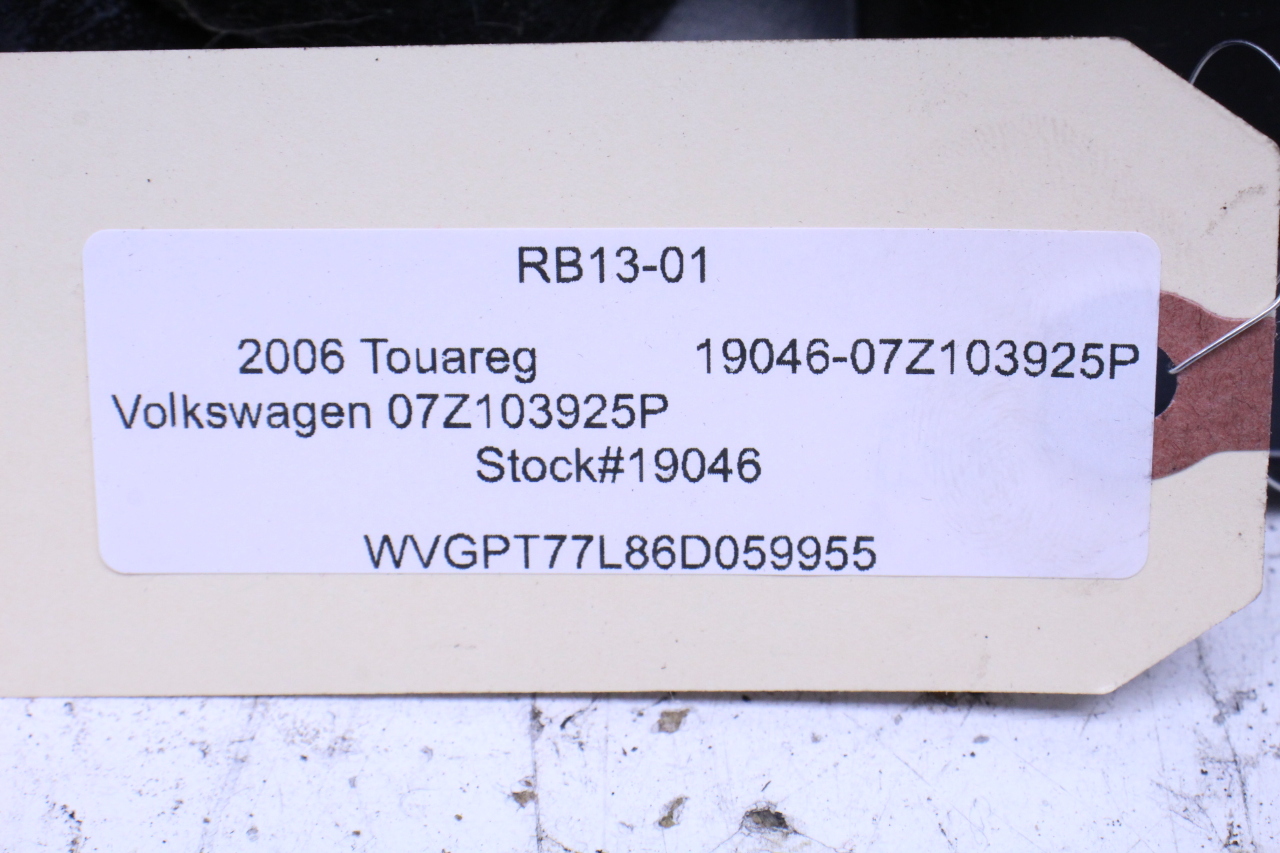 RB13-01
2006 Touareg 19046-07Z103925P
Volkswagen 07Z103925P
Stock#19046
WVGPT77L86D059955